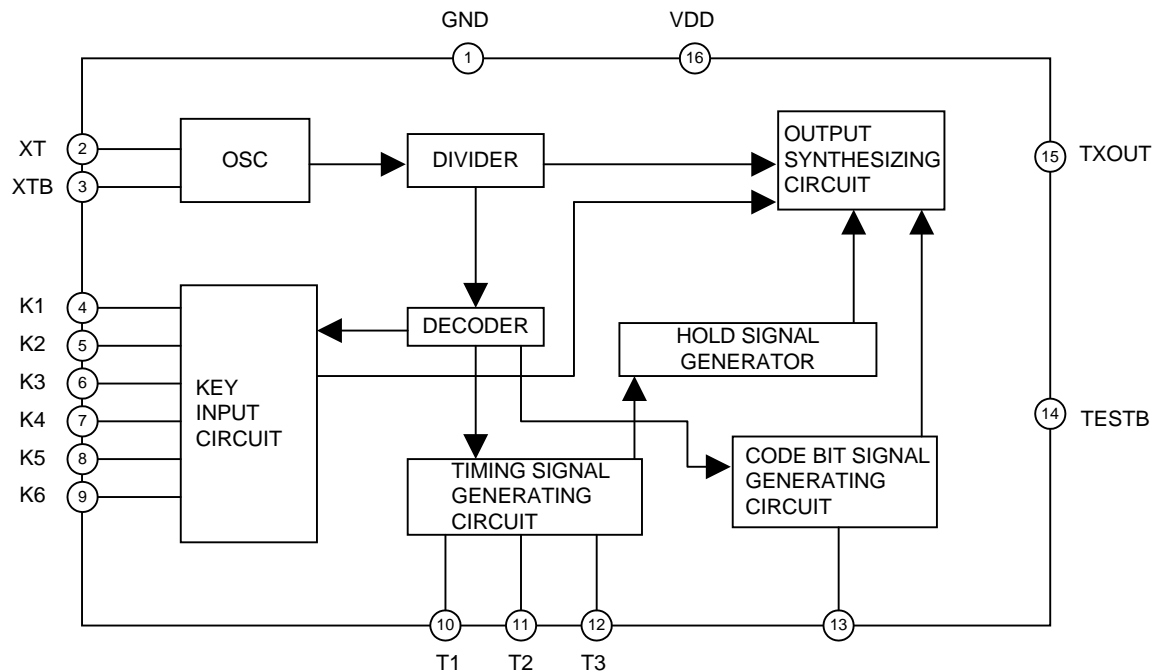 GND
VDD
1
16
XT
2
XTB
3
OSC
DIVIDER
OUTPUT
SYNTHESIZING
CIRCUIT
15
TXOUT
K1
4
K2
5
K3
6
K4
7
K5
8
K6
9
KEY
INPUT
CIRCUIT
DECODER
HOLD SIGNAL
GENERATOR
14
TESTB
TIMING SIGNAL
GENERATING
CIRCUIT
CODE BIT SIGNAL
GENERATING
CIRCUIT
10
11
12
13
T1
T2
T3